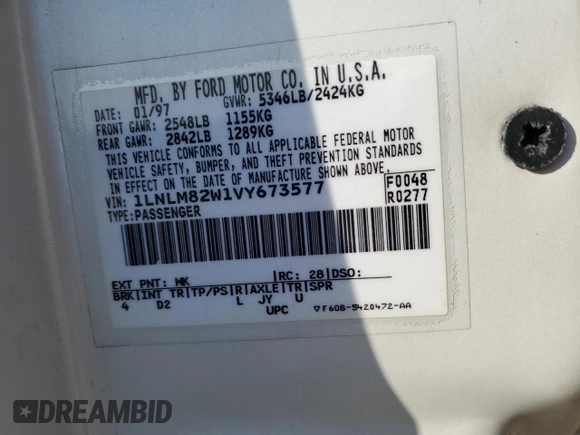 MFD. BY FORD MOTOR CO. IN U.S.A.
DATE: 01/97 GVWR: 5346LB/2424KG
FRONT GAWR: 2548LB 1155KG
REAR GAWR: 2842LB 1289KG
THIS VEHICLE CONFORMS TO ALL APPLICABLE FEDERAL MOTOR
VEHICLE SAFETY, BUMPER, AND THEFT PREVENTION STANDARDS
IN EFFECT ON THE DATE OF MANUFACTURE SHOWN ABOVE.
VIN: 1LNLM82W1VY673577 F0048
TYPE: PASSENGER R0277
EXT PNT: WK |RC: 28|DSO:
BRK|INT TR|TP/PS|R|AXLE|TR|SPR
4 D2 L JY U
UPC ▽F60B-5420472-AA
DREAMBID